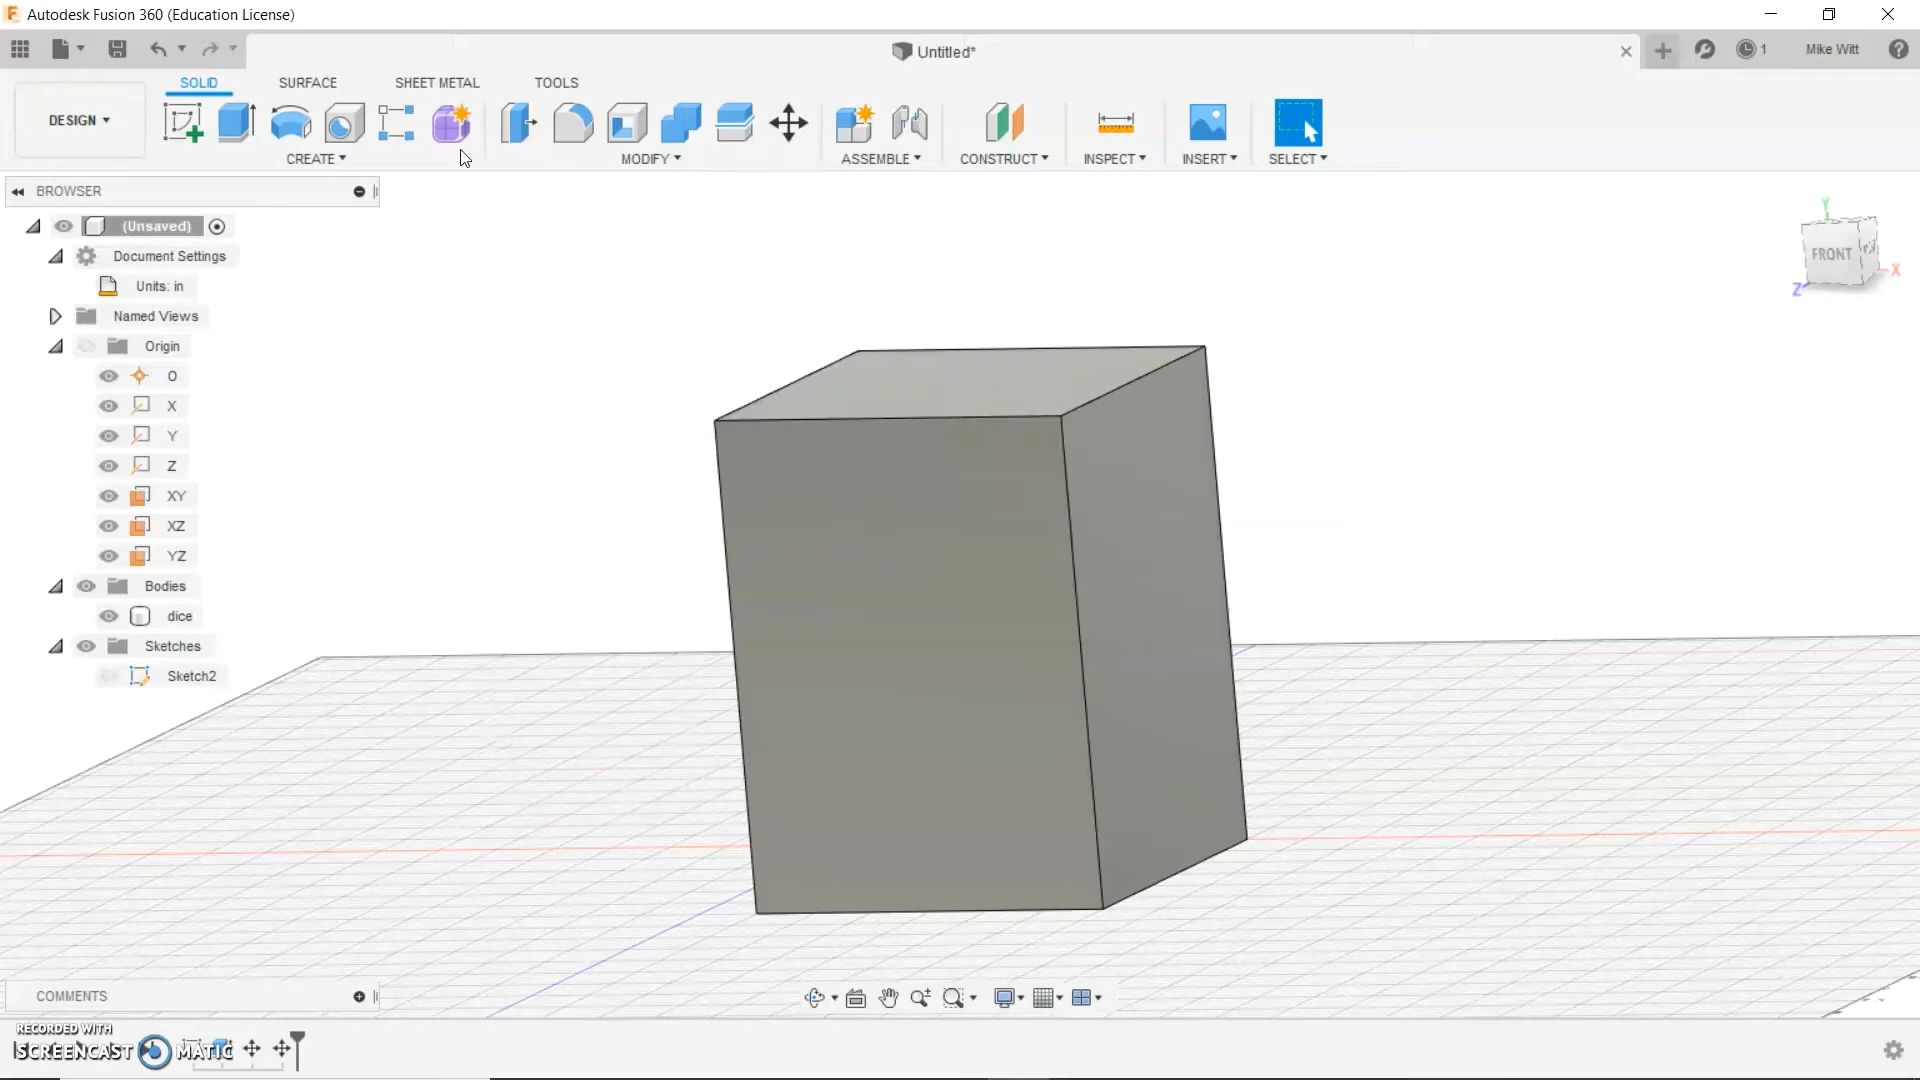 Autodesk Fusion 360 (Education License)
Untitled*
1
Mike Witt
DESIGN
SOLID
SURFACE
SHEET METAL
TOOLS
CREATE
MODIFY
ASSEMBLE
CONSTRUCT
INSPECT
INSERT
SELECT
BROWSER
(Unsaved)
Document Settings
Units: in
Named Views
Origin
O
X
Y
Z
XY
XZ
YZ
Bodies
dice
Sketches
Sketch2
Y
FRONT
X
Z
COMMENTS
RECORDED WITH
SCREENCAST MATIC